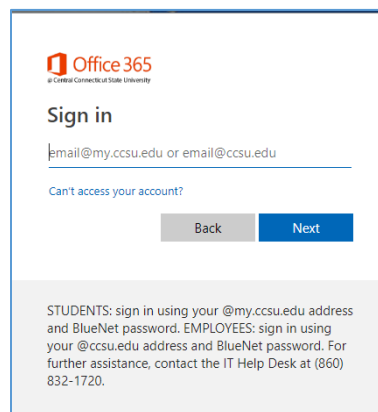 Office 365
@ Central Connecticut State University
Sign in
email@my.ccsu.edu or email@ccsu.edu
Can't access your account?
Back
Next
STUDENTS: sign in using your @my.ccsu.edu address
and BlueNet password. EMPLOYEES: sign in using
your @ccsu.edu address and BlueNet password. For
further assistance, contact the IT Help Desk at (860)
832-1720.